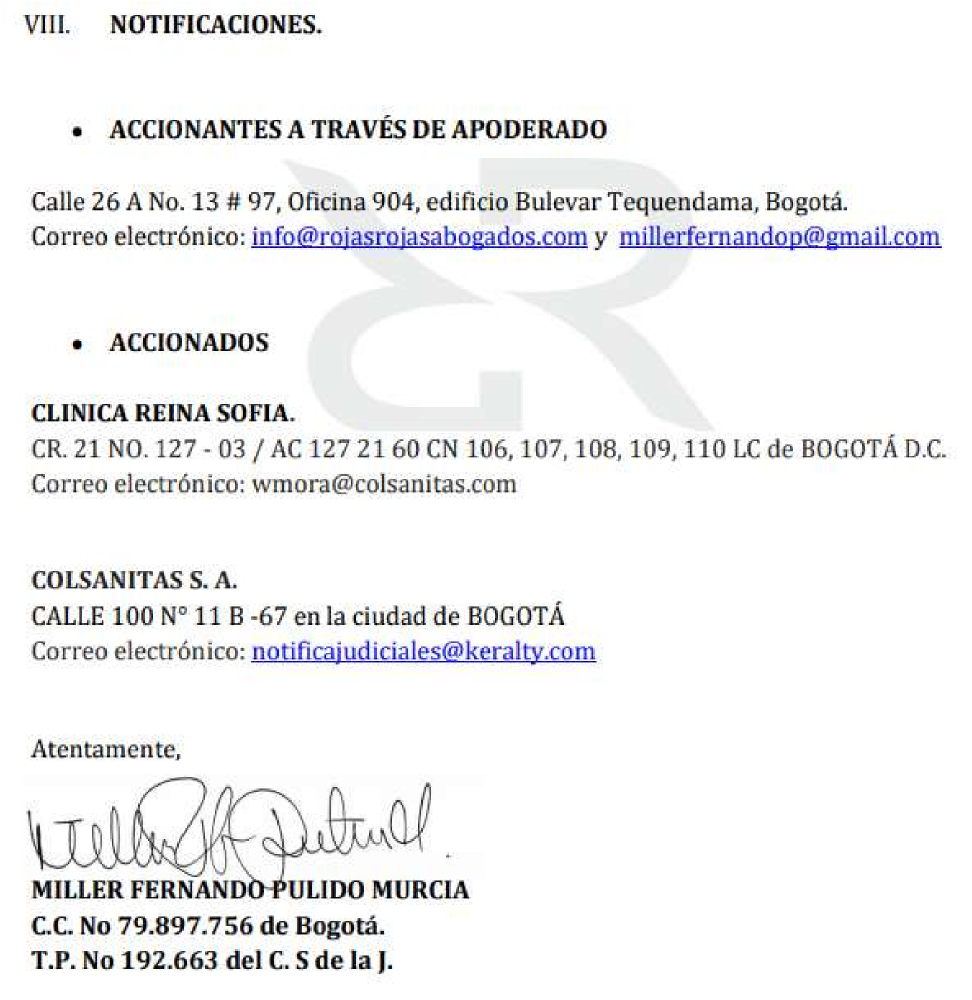 VIII. NOTIFICACIONES.
• ACCIONANTES A TRAVÉS DE APODERADO
Calle 26 A No. 13 # 97, Oficina 904, edificio Bulevar Tequendama, Bogotá.
Correo electrónico: info@rojasrojasabogados.com y millerfernandop@gmail.com
• ACCIONADOS
CLINICA REINA SOFIA.
CR. 21 NO. 127 - 03 / AC 127 21 60 CN 106, 107, 108, 109, 110 LC de BOGOTÁ D.C.
Correo electrónico: wmora@colsanitas.com
COLSANITAS S. A.
CALLE 100 N° 11 B -67 en la ciudad de BOGOTÁ
Correo electrónico: notificajudiciales@keralty.com
Atentamente,
MILLER FERNANDO PULIDO MURCIA
C.C. No 79.897.756 de Bogotá.
T.P. No 192.663 del C. S de la J.